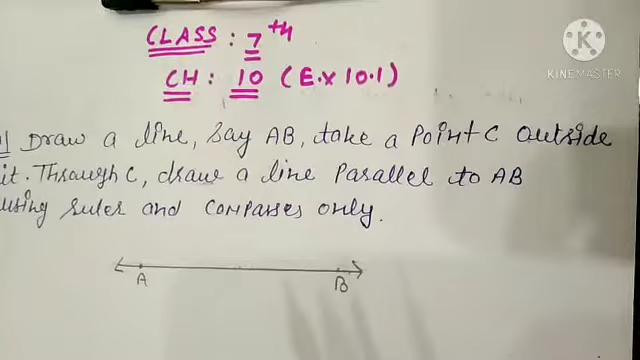 CLASS : 7th
CH : 10 (E.x 10.1)
KINEMASTER
1) Draw a line, say AB, take a Point C Outside
it. Through C, draw a line Parallel to AB
using ruler and Compasses only.
A B